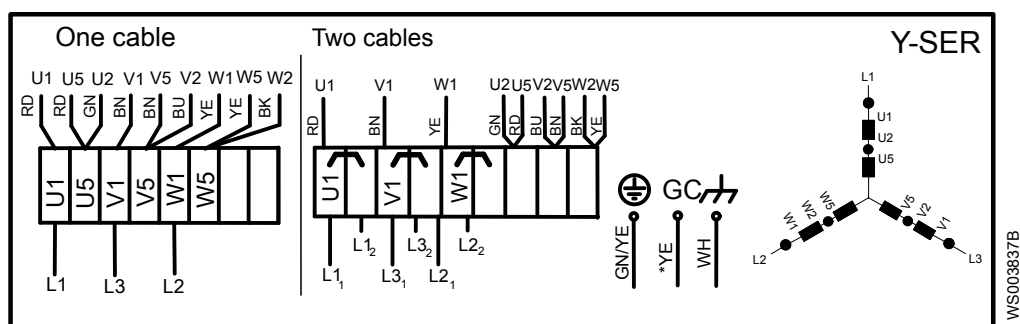 One cable
Two cables
Y-SER
U1 U5 U2 V1 V5 V2 W1 W5 W2
RD RD GN BN BN BU YE YE BK
U1 U5 V1 V5 W1 W5
L1 L3 L2
U1 V1 W1 U2 U5 V2 V5 W2 W5
RD BN YE GN RD BU BN BK YE
U1 V1 W1
L1₂ L3₂ L2₂
L1₁ L3₁ L2₁
GC
GN/YE *YE WH
L1
U1
U2
U5
W1 W2 W5 V5 V2 V1
L2 L3
WS003837B